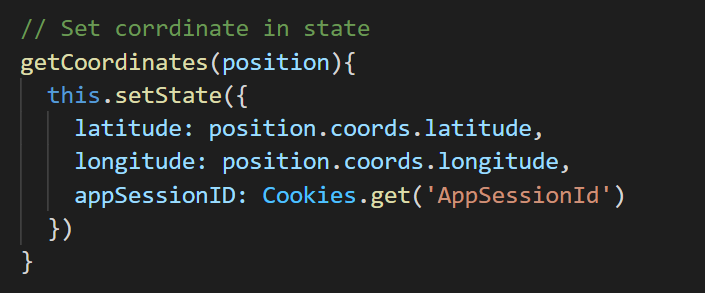 // Set corrdinate in state
getCoordinates(position){
this.setState({
latitude: position.coords.latitude,
longitude: position.coords.longitude,
appSessionID: Cookies.get('AppSessionId')
})
}